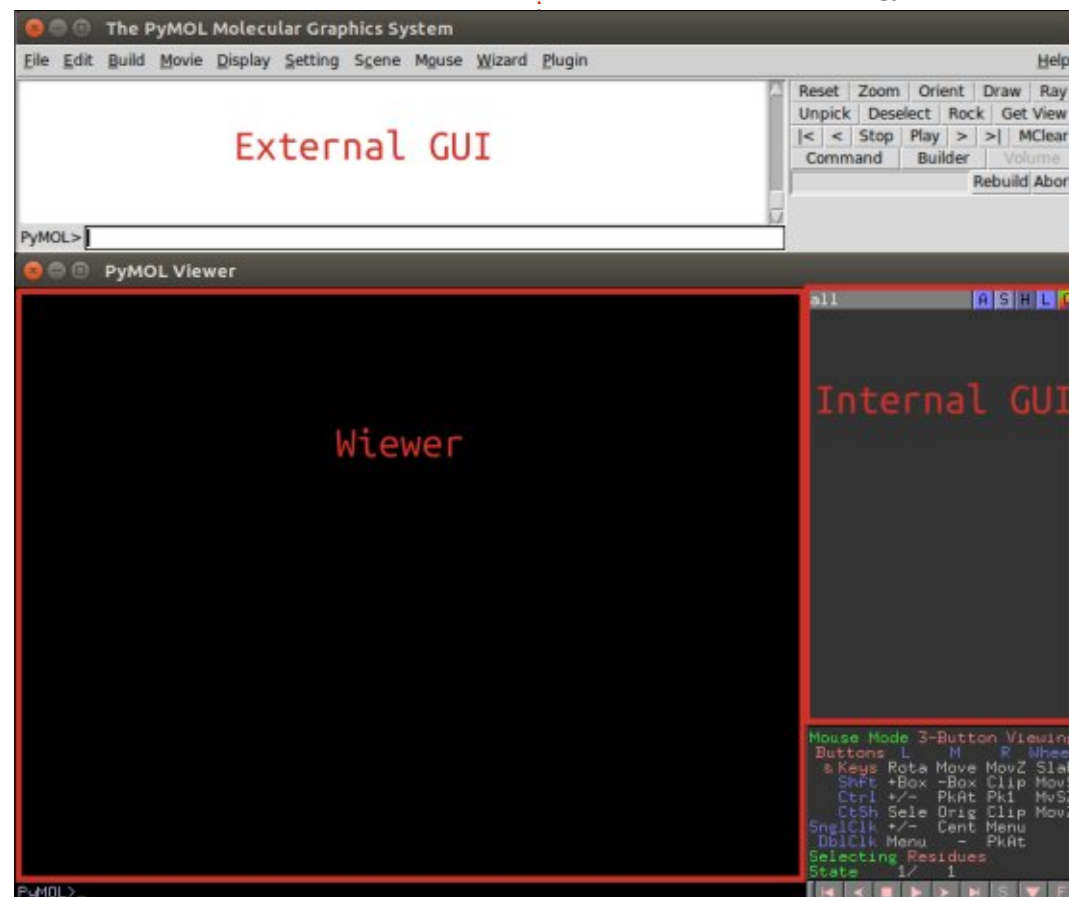 The PyMOL Molecular Graphics System
File Edit Build Movie Display Setting Scene Mouse Wizard Plugin Help
Reset Zoom Orient Draw Ray
Unpick Deselect Rock Get View
|< < Stop Play > >| MClear
Command Builder Volume
Rebuild Abor
External GUI
PyMOL>
PyMOL Viewer
all A S H L
Internal GUI
Wiewer
Mouse Mode 3-Button Viewing
Buttons L M R Whee
& Keys Rota Move MovZ Slab
Shft +Box -Box Clip MovS
Ctrl +/- PkAt Pk1 MvSZ
CtSh Sele Orig Clip MovZ
SnglClk +/- Cent Menu
DblClk Menu - PkAt
Selecting Residues
State 1/ 1
S F
PyMOL>_